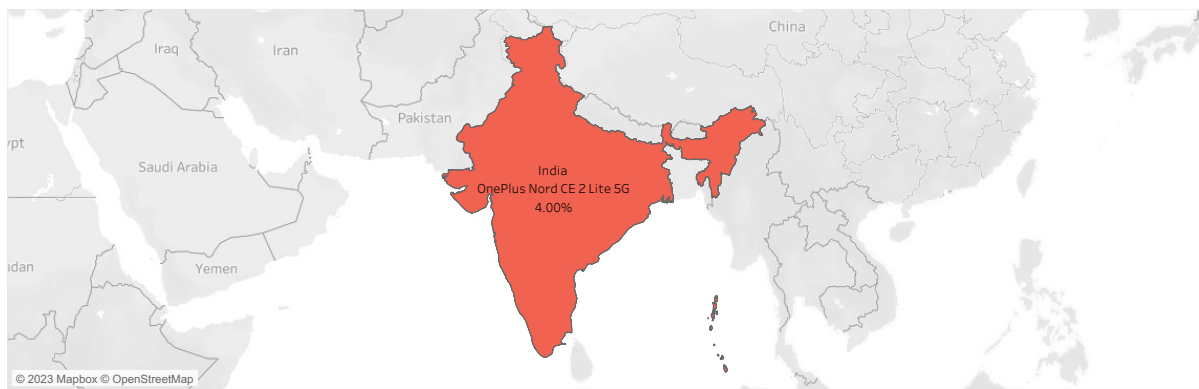 China
Iraq
Iran
Pakistan
ypt
Saudi Arabia
India
OnePlus Nord CE 2 Lite 5G
4.00%
dan
Yemen
© 2023 Mapbox © OpenStreetMap